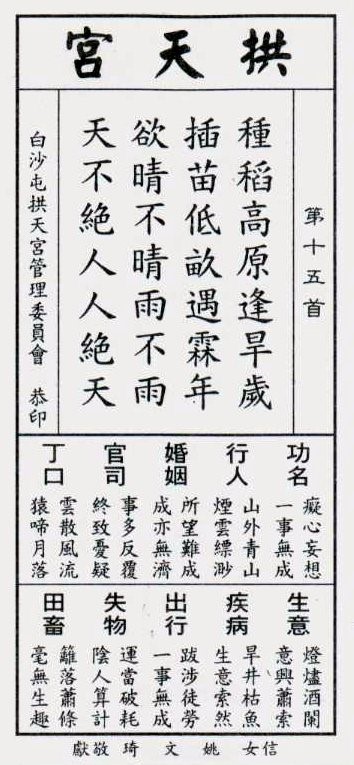 拱天宮
第十五首
種稻高原逢旱歲
插苗低畝遇霖年
欲晴不晴雨不雨
天不絕人人絕天
白沙屯拱天宮管理委員會 恭印
功名
癡心妄想
一事無成
行人
山外青山
煙雲縹渺
婚姻
所望難成
成亦無濟
官司
事多反覆
終致憂疑
丁口
雲散風流
猿啼月落
生意
燈燼酒闌
意興蕭索
疾病
旱井枯魚
生意索然
出行
跋涉徒勞
一事無成
失物
運當破耗
陰人算計
田畜
籬落蕭條
毫無生趣
信女 姚文琦 敬獻